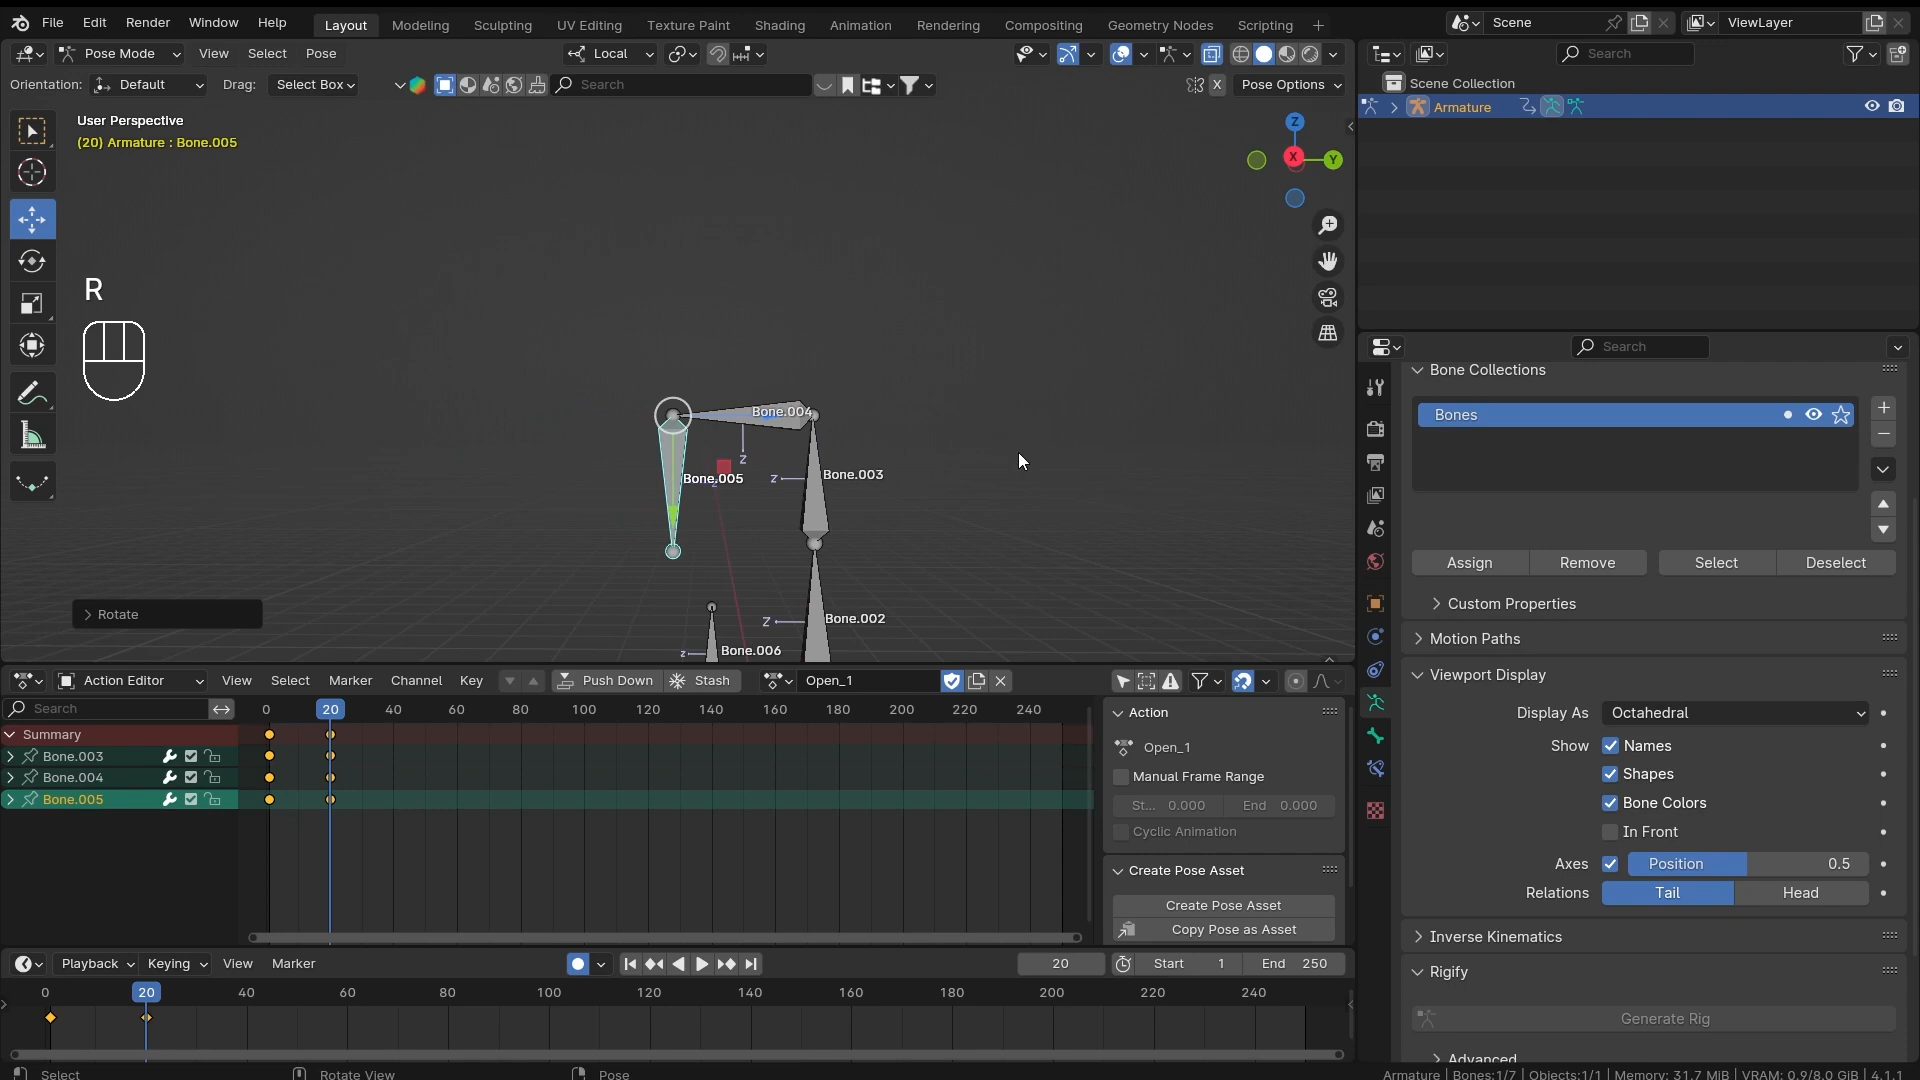 File Edit Render Window Help Layout Modeling Sculpting UV Editing Texture Paint Shading Animation Rendering Compositing Geometry Nodes Scripting + Scene ViewLayer
Pose Mode View Select Pose Local Search
Orientation: Default Drag: Select Box Search X Pose Options
Scene Collection
Armature
User Perspective
(20) Armature : Bone.005
Z
X Y
R
Bone.004
Z
Bone.005 Z Bone.003
Z Bone.002
Z Bone.006
Rotate
Search
Bone Collections
Bones
Assign Remove Select Deselect
Custom Properties
Motion Paths
Viewport Display
Display As Octahedral
Show Names
Shapes
Bone Colors
In Front
Axes Position 0.5
Relations Tail Head
Inverse Kinematics
Rigify
Generate Rig
Advanced
Action Editor View Select Marker Channel Key Push Down Stash Open_1
Search 0 20 40 60 80 100 120 140 160 180 200 220 240
Summary
Bone.003
Bone.004
Bone.005
Action
Open_1
Manual Frame Range
St... 0.000 End 0.000
Cyclic Animation
Create Pose Asset
Create Pose Asset
Copy Pose as Asset
Playback Keying View Marker 20 Start 1 End 250
0 20 40 60 80 100 120 140 160 180 200 220 240
Select Rotate View Pose Armature | Bones:1/7 | Objects:1/1 | Memory: 31.7 MiB | VRAM: 0.9/8.0 GiB | 4.1.1